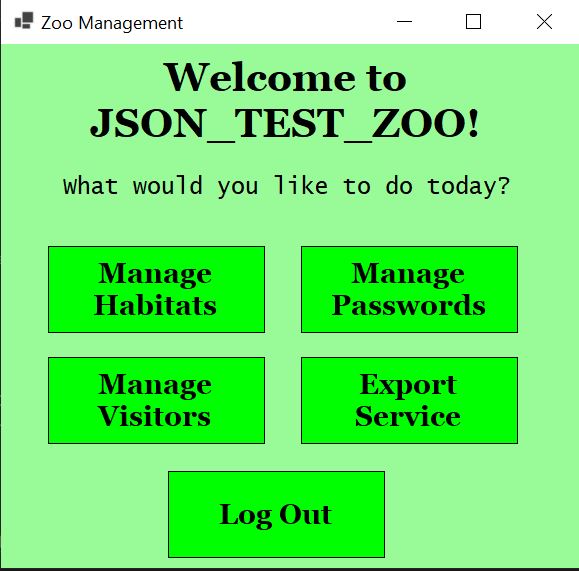 Zoo Management
Welcome to
JSON_TEST_ZOO!
What would you like to do today?
Manage
Habitats
Manage
Passwords
Manage
Visitors
Export
Service
Log Out